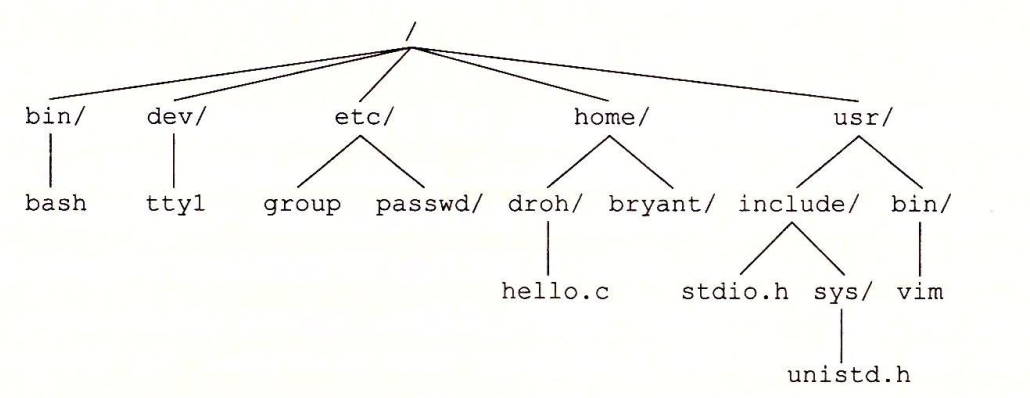 /
bin/ dev/ etc/ home/ usr/
bash tty1 group passwd/ droh/ bryant/ include/ bin/
hello.c stdio.h sys/ vim
unistd.h